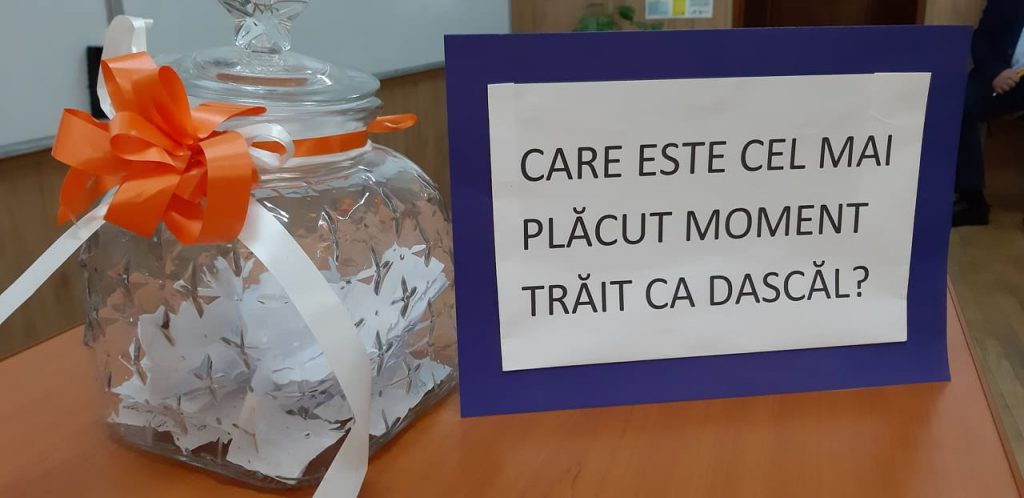 CARE ESTE CEL MAI
PLĂCUT MOMENT
TRĂIT CA DASCĂL?